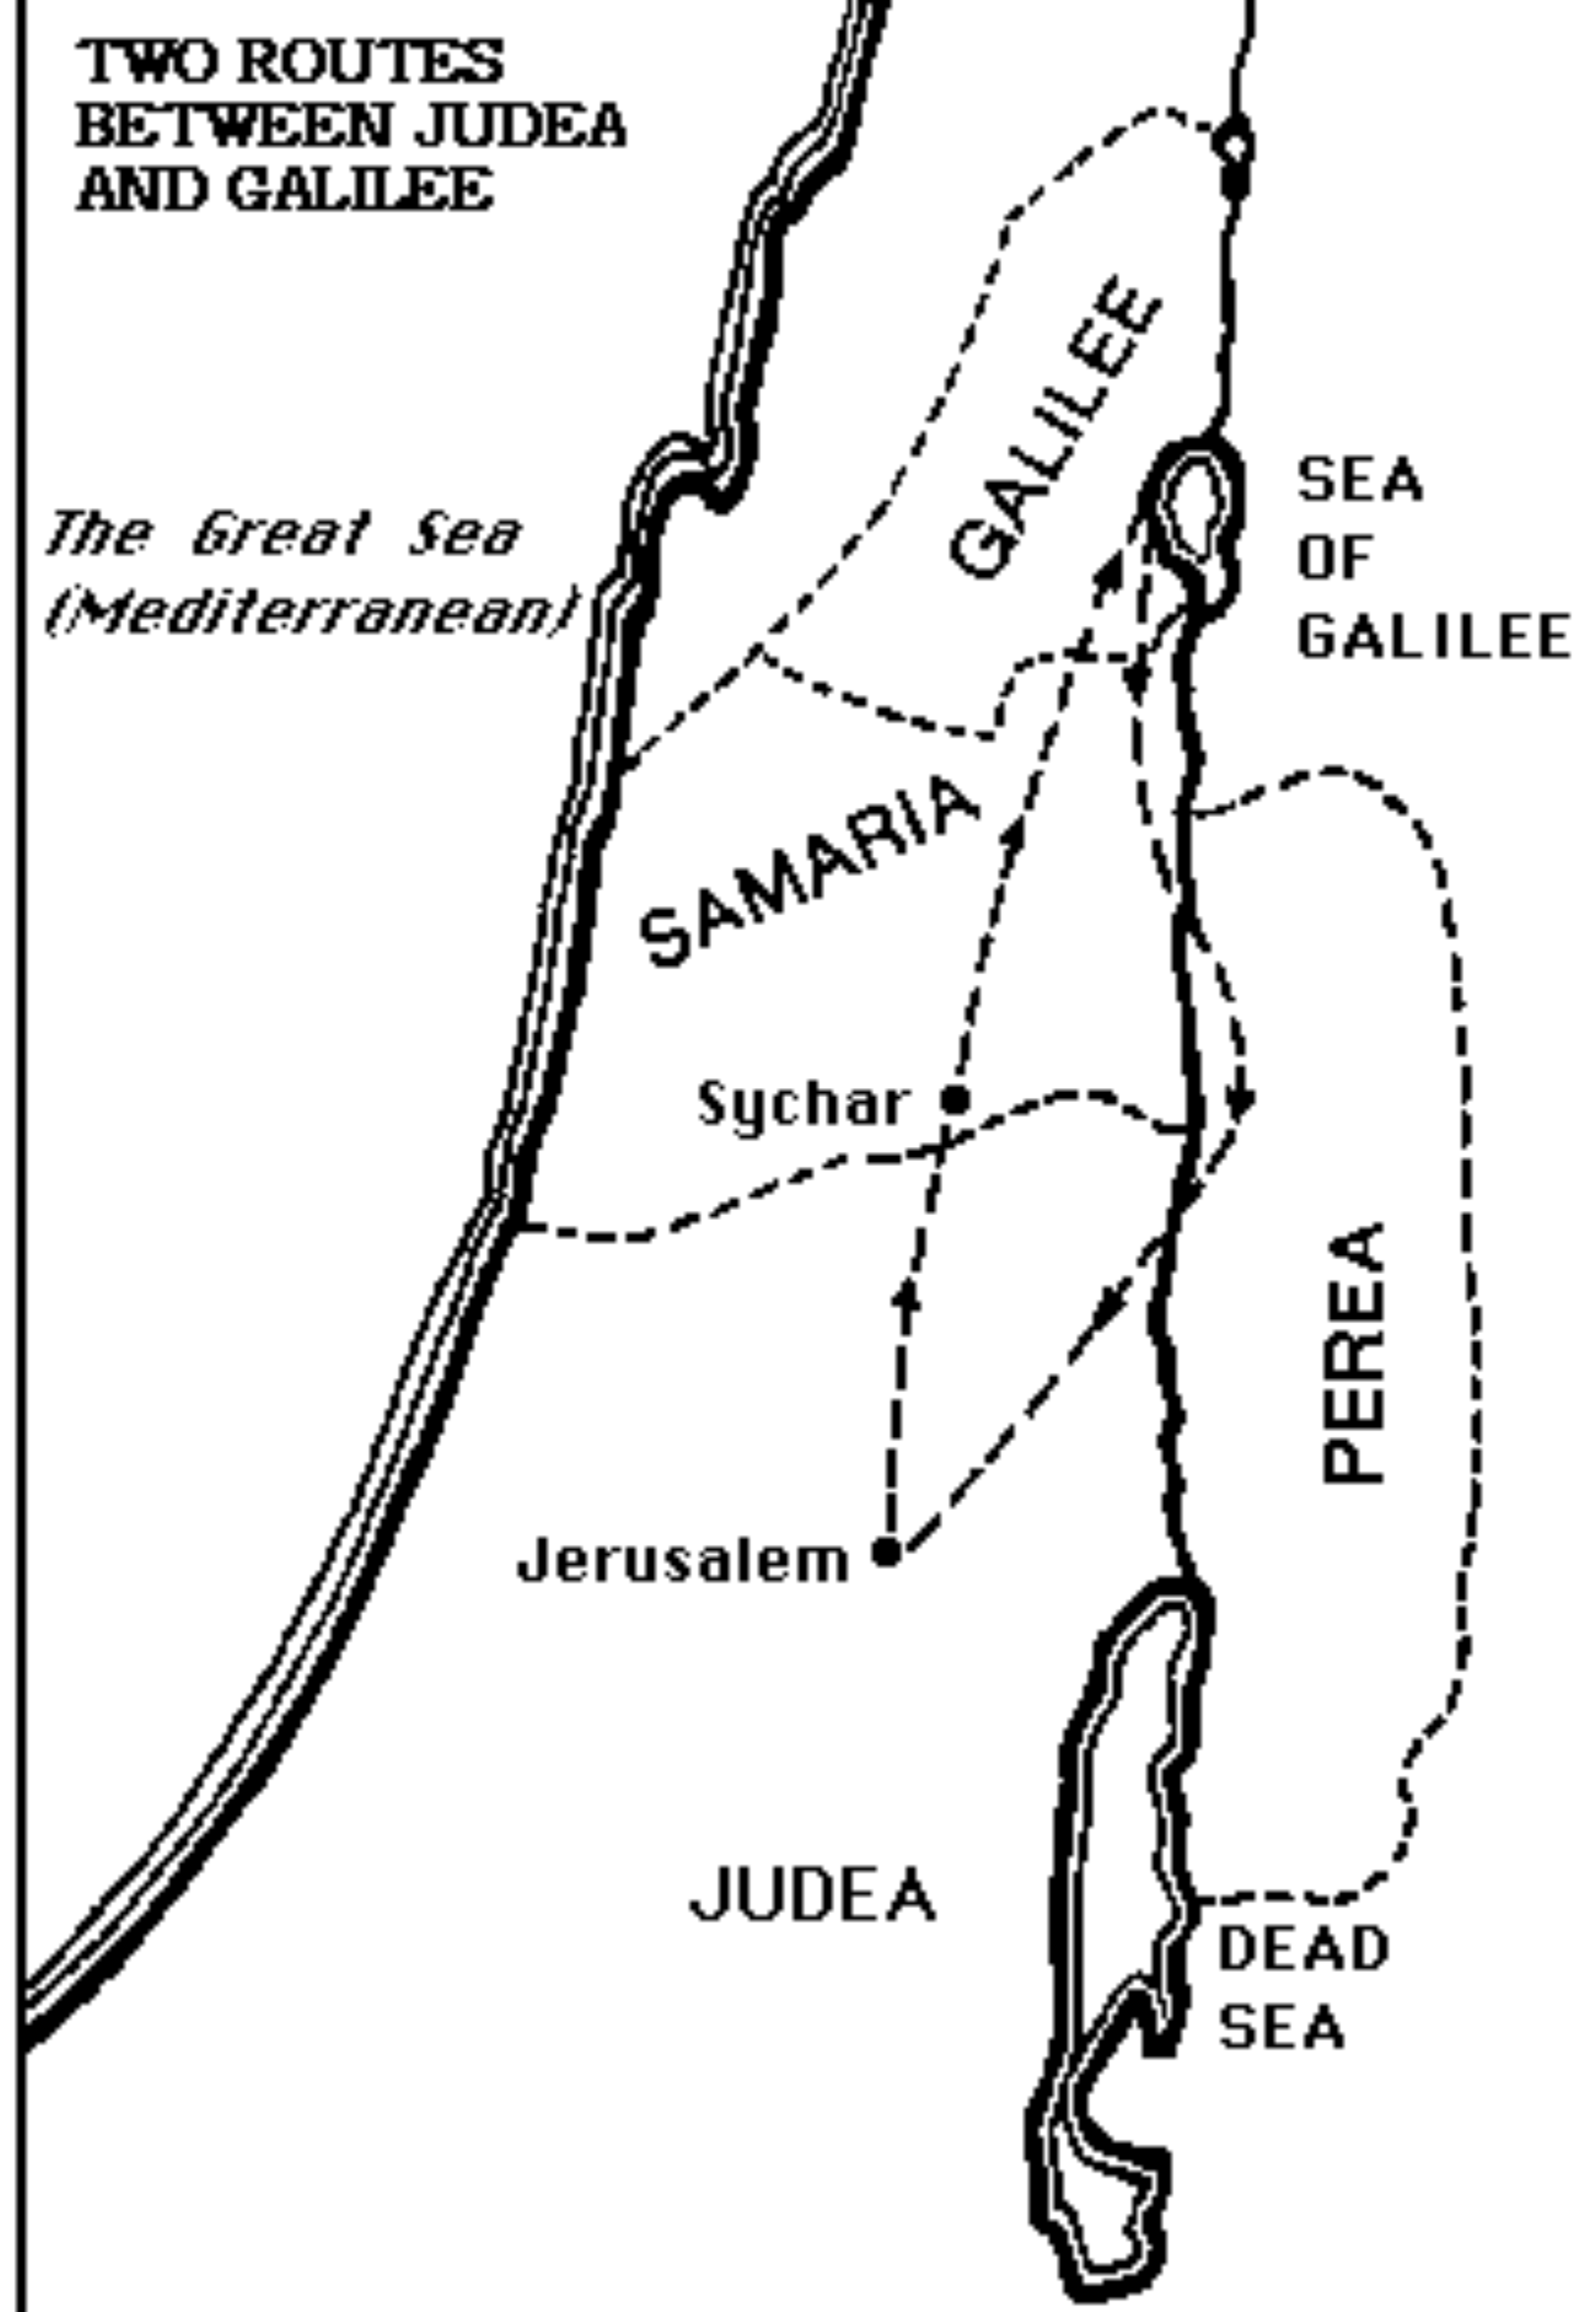 TWO ROUTES
BETWEEN JUDEA
AND GALILEE
GALILEE
SEA
OF
GALILEE
The Great Sea
(Mediterranean)
SAMARIA
Sychar
PEREA
Jerusalem
JUDEA
DEAD
SEA